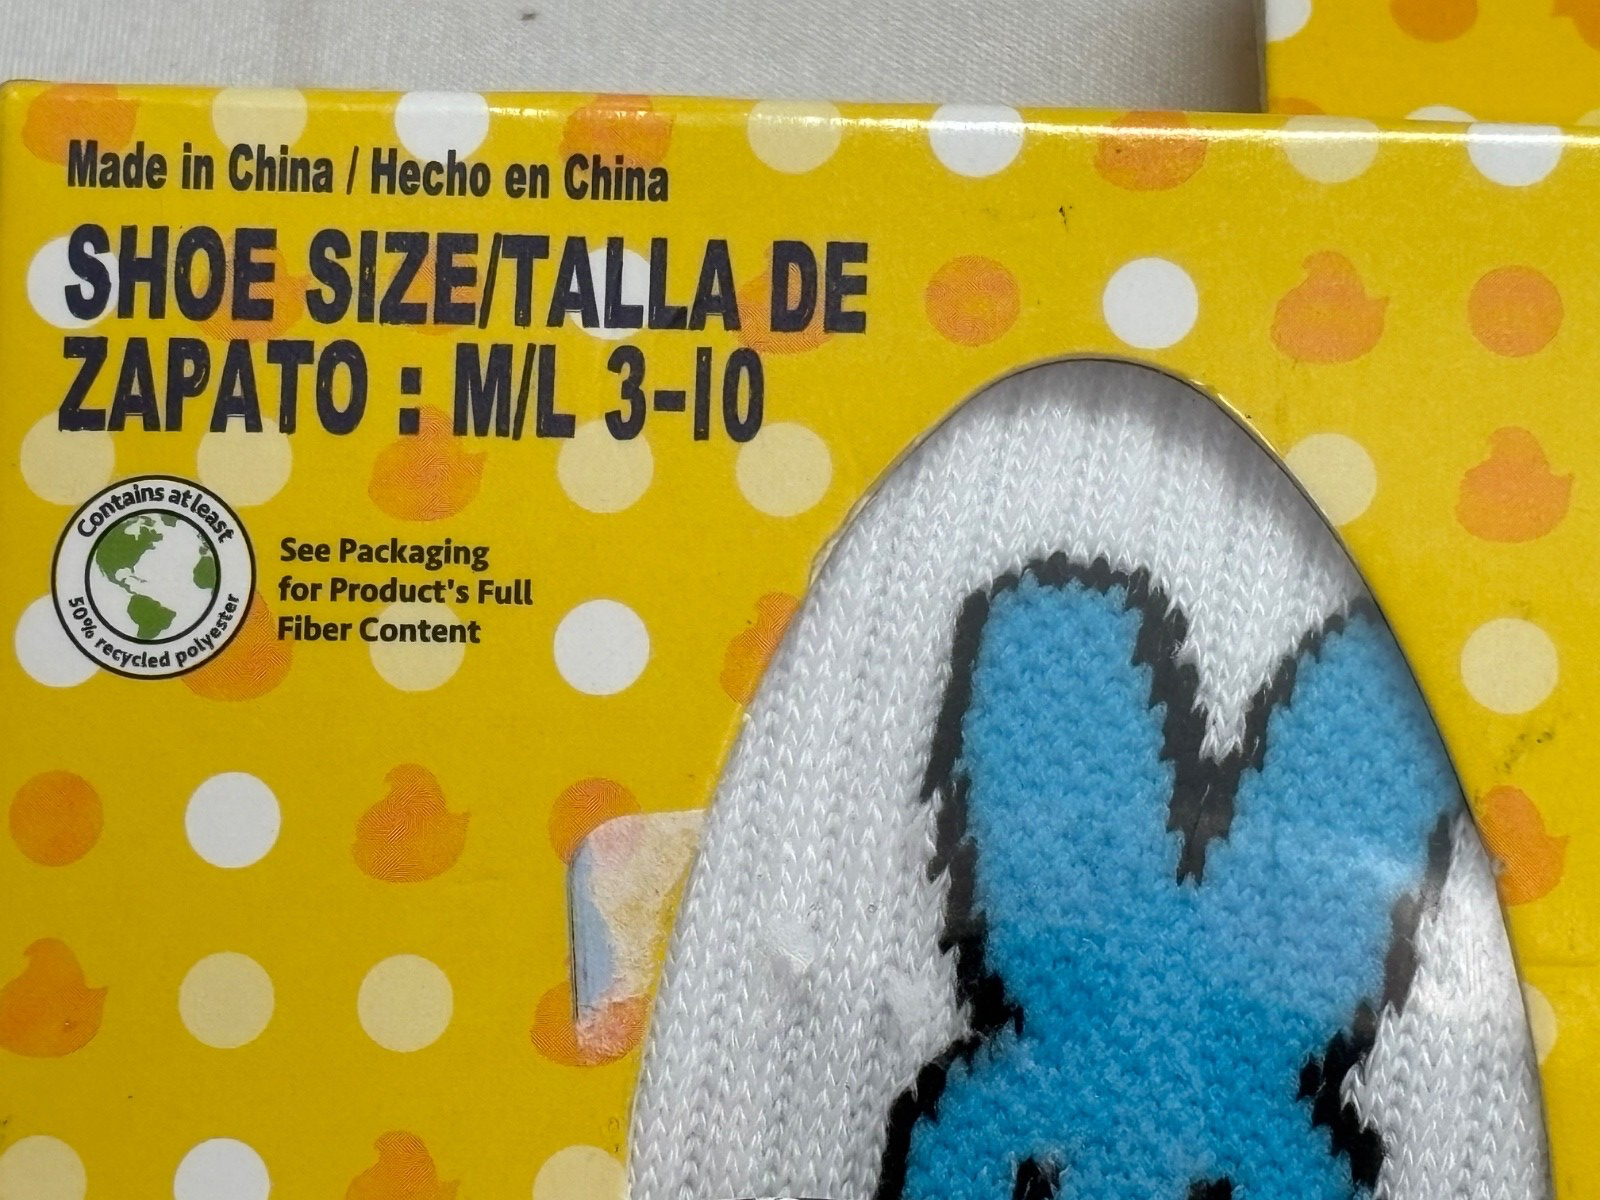 Made in China / Hecho en China
SHOE SIZE/TALLA DE
ZAPATO : M/L 3-10
Contains at least
50% recycled polyester
See Packaging
for Product's Full
Fiber Content